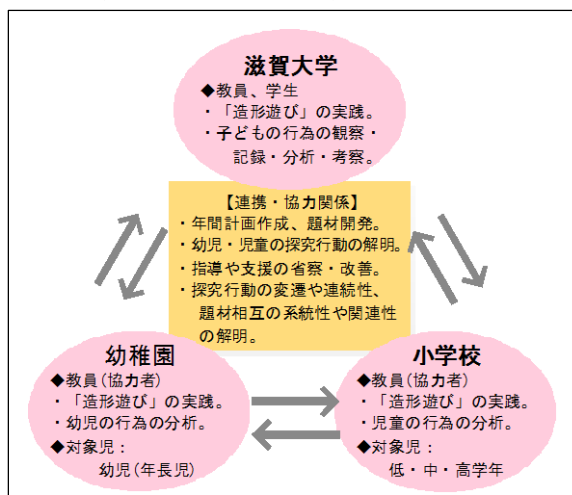 滋賀大学
◆教員、学生
・「造形遊び」の実践。
・子どもの行為の観察・
記録・分析・考察。
【連携・協力関係】
・年間計画作成、題材開発。
・幼児・児童の探究行動の解明。
・指導や支援の省察・改善。
・探究行動の変遷や連続性、
題材相互の系統性や関連性
の解明。
幼稚園
◆教員(協力者)
・「造形遊び」の実践。
・幼児の行為の分析。
◆対象児：
幼児(年長児)
小学校
◆教員(協力者)
・「造形遊び」の実践。
・児童の行為の分析。
◆対象児：
低・中・高学年